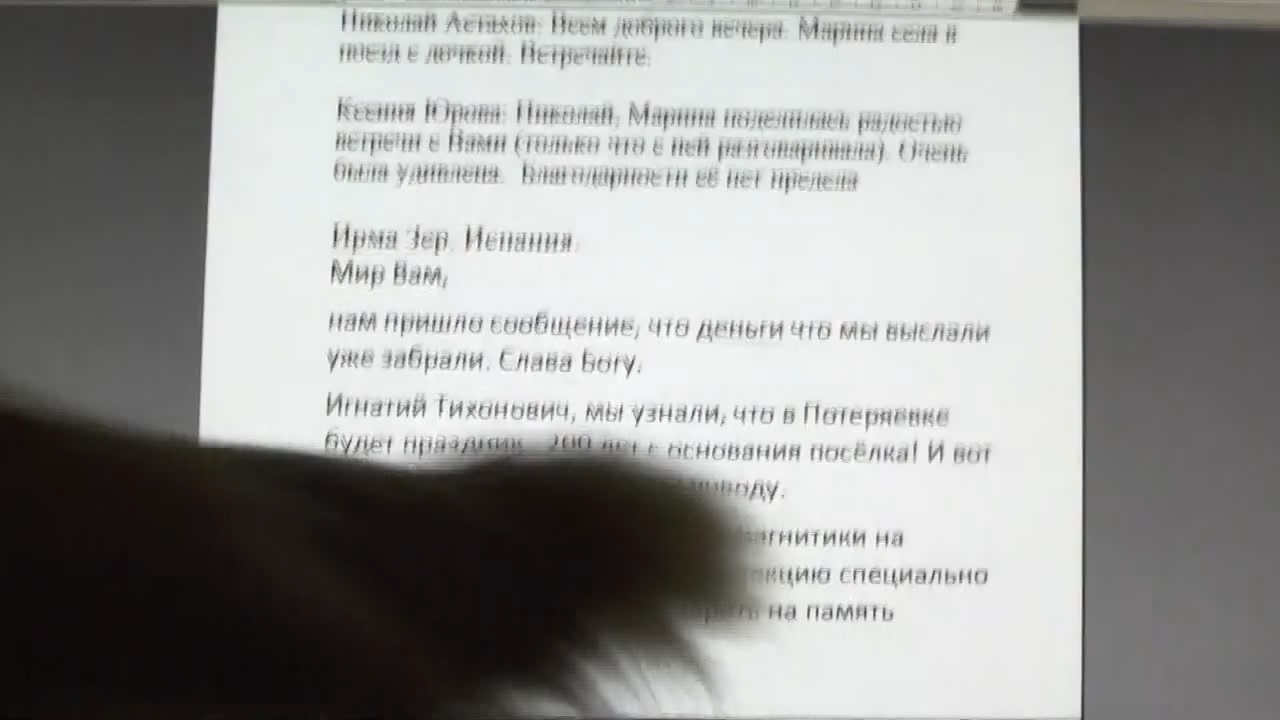 Николай Астахов: Всем доброго вечера. Марина села в
поезд с дочкой. Встречайте.
Ксения Юрова: Николай, Марина поделилась радостью
встречи с Вами (только что с ней разговаривала). Очень
была удивлена. Благодарности её нет предела
Ирма Зер. Испания.
Мир Вам,
нам пришло сообщение, что деньги что мы выслали
уже забрали. Слава Богу.
Игнатий Тихонович, мы узнали, что в Потеряевке
будет праздник 200 лет с основания посёлка! И вот
на
специально
на память